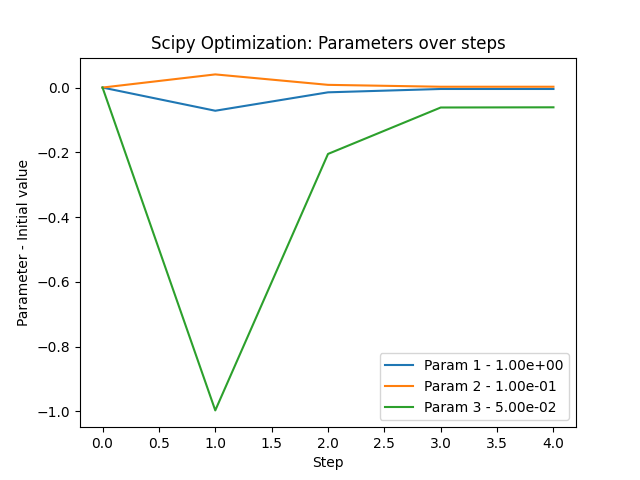 Scipy Optimization: Parameters over steps
Parameter - Initial value
0.0
−0.2
−0.4
−0.6
−0.8
−1.0
Param 1 - 1.00e+00
Param 2 - 1.00e-01
Param 3 - 5.00e-02
0.0 0.5 1.0 1.5 2.0 2.5 3.0 3.5 4.0
Step